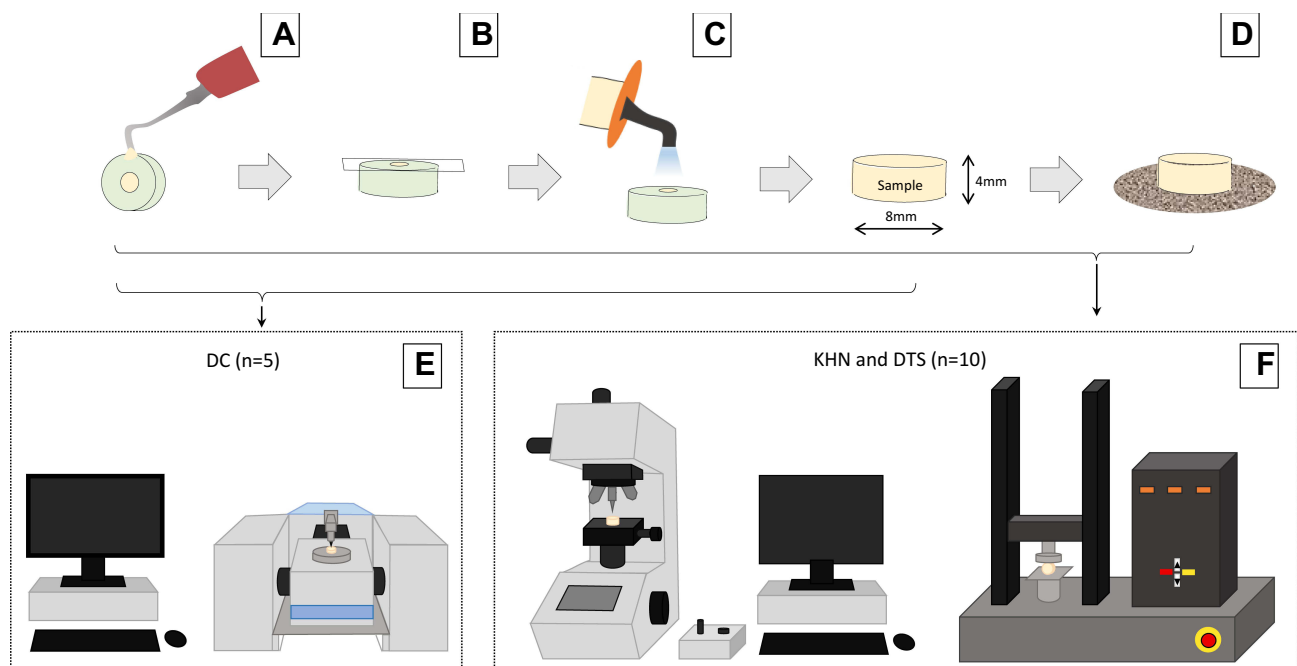 A
B
C
D
Sample
4mm
8mm
DC (n=5)
E
KHN and DTS (n=10)
F